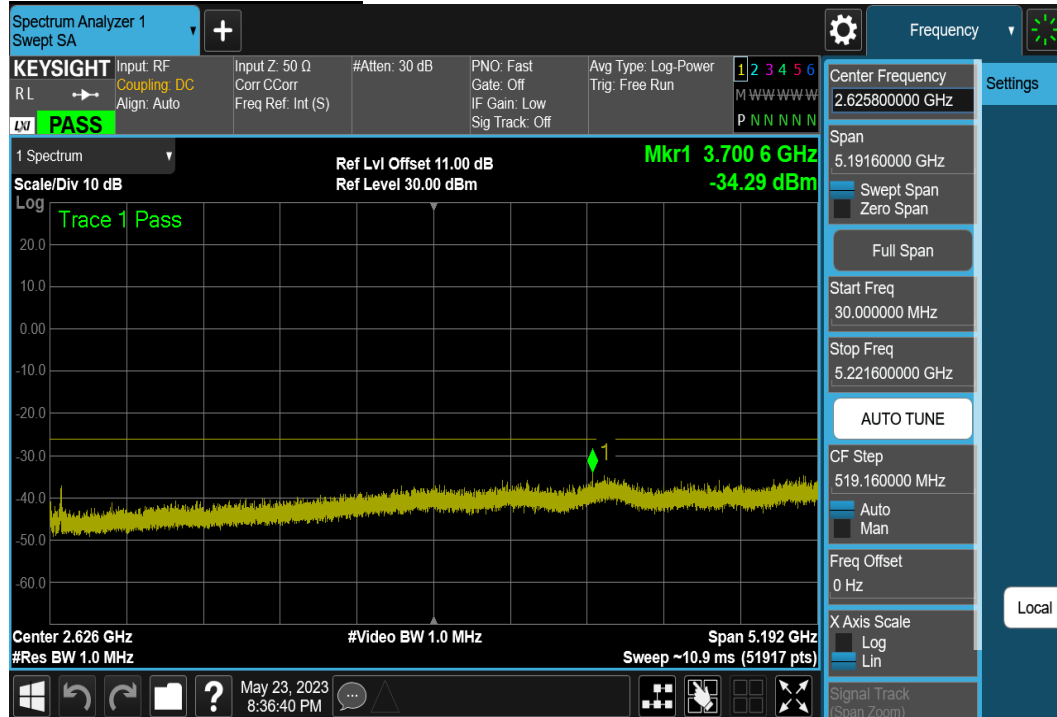 Spectrum Analyzer 1
Swept SA
+
Frequency
KEYSIGHT
RL
LXI PASS
Input: RF
Coupling: DC
Align: Auto
Input Z: 50 Ω
Corr CCorr
Freq Ref: Int (S)
#Atten: 30 dB
PNO: Fast
Gate: Off
IF Gain: Low
Sig Track: Off
Avg Type: Log-Power
Trig: Free Run
1 2 3 4 5 6
M W W W W W
P N N N N N
1 Spectrum
Scale/Div 10 dB
Ref Lvl Offset 11.00 dB
Ref Level 30.00 dBm
Mkr1 3.700 6 GHz
-34.29 dBm
Log
Trace 1 Pass
20.0
10.0
0.00
-10.0
-20.0
-30.0
-40.0
-50.0
-60.0
1
Center 2.626 GHz
#Res BW 1.0 MHz
#Video BW 1.0 MHz
Span 5.192 GHz
Sweep ~10.9 ms (51917 pts)
May 23, 2023
8:36:40 PM
Center Frequency
2.625800000 GHz
Span
5.19160000 GHz
Swept Span
Zero Span
Full Span
Start Freq
30.000000 MHz
Stop Freq
5.221600000 GHz
AUTO TUNE
CF Step
519.160000 MHz
Auto
Man
Freq Offset
0 Hz
X Axis Scale
Log
Lin
Signal Track
(Span Zoom)
Settings
Local